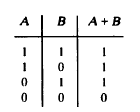 A B A + B
1 1 1
1 0 1
0 1 1
0 0 0